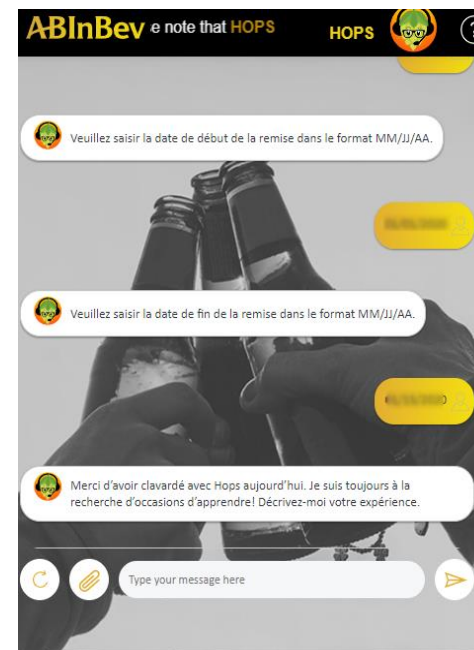 ABInBev e note that HOPS HOPS ?
Veuillez saisir la date de début de la remise dans le format MM/JJ/AA.
Veuillez saisir la date de fin de la remise dans le format MM/JJ/AA.
Merci d'avoir clavardé avec Hops aujourd'hui. Je suis toujours à la
recherche d'occasions d'apprendre! Décrivez-moi votre expérience.
Type your message here